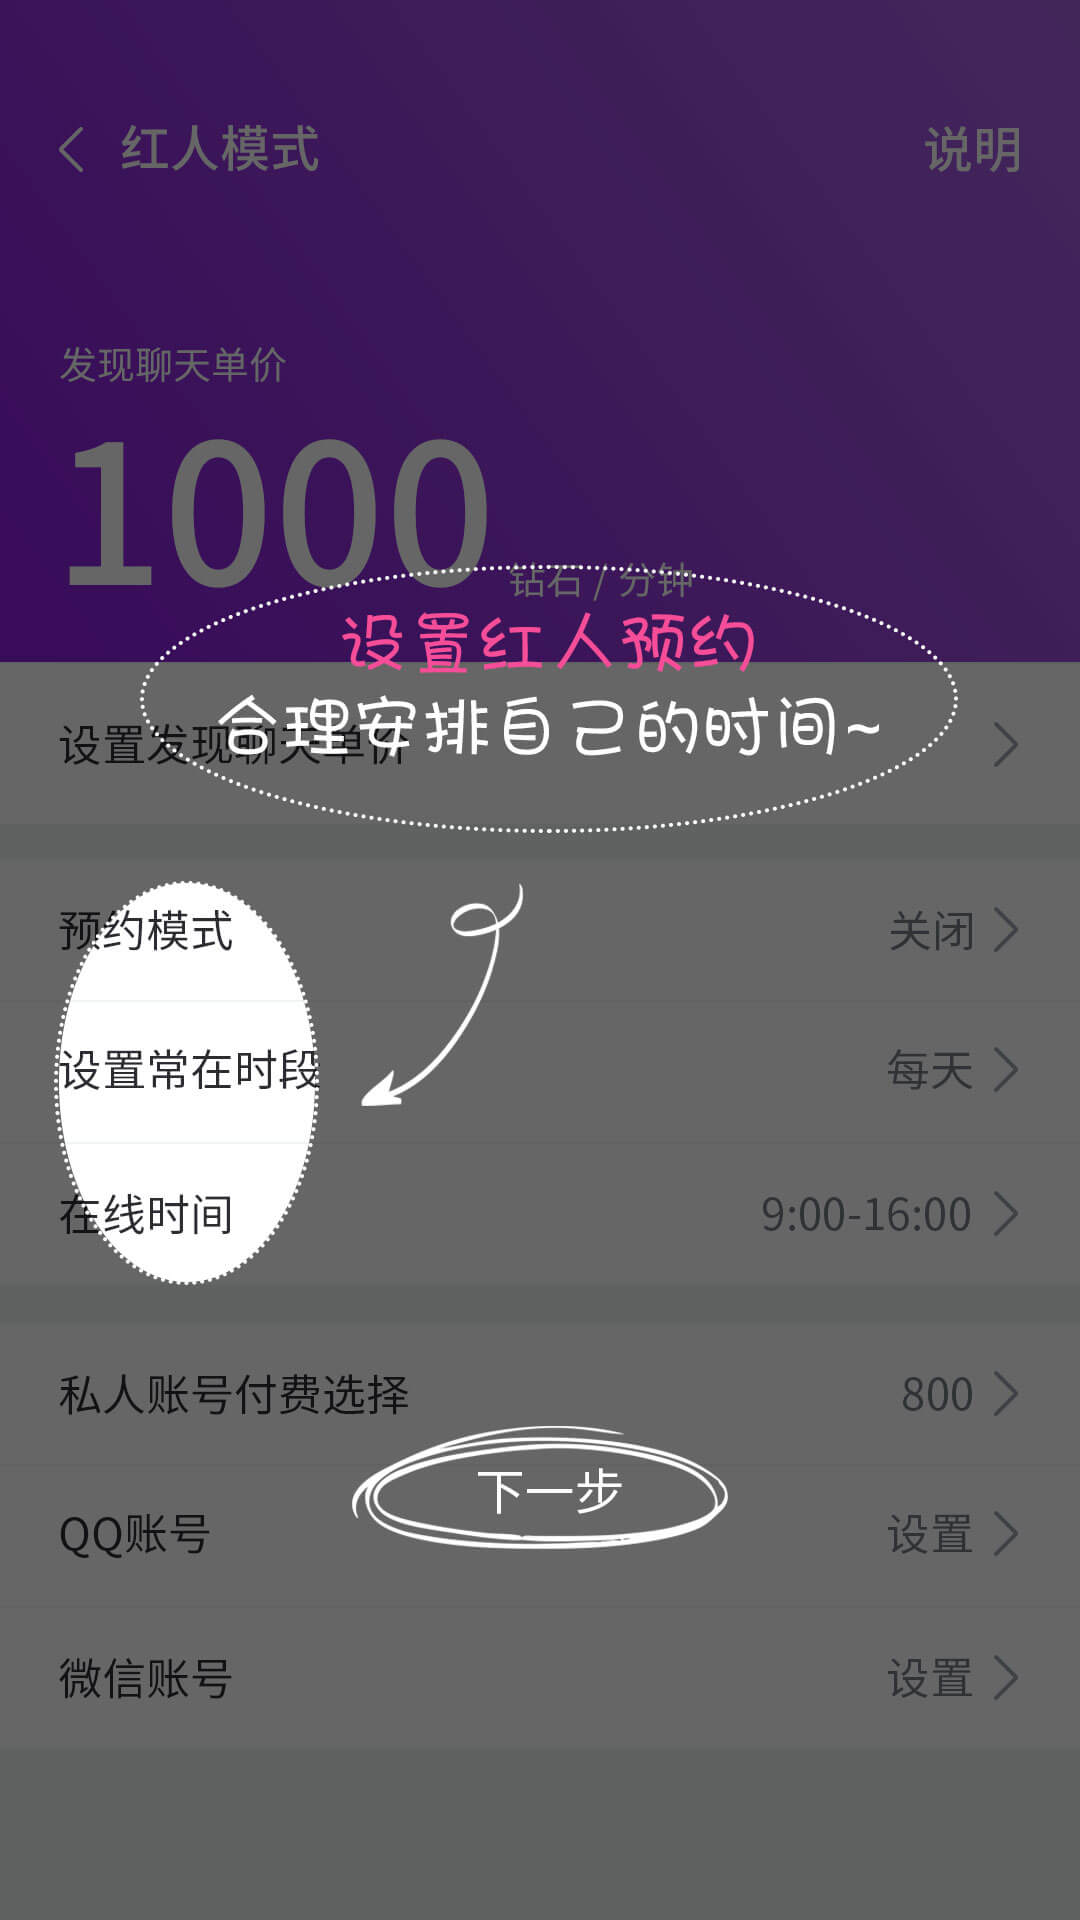 红人模式 说明
发现聊天单价
1000 钻石 / 分钟
设置红人预约
合理安排自己的时间~
设置发现聊天单价
预约模式 关闭
设置常在时段 每天
在线时间 9:00-16:00
私人账号付费选择 800
下一步
QQ账号 设置
微信账号 设置